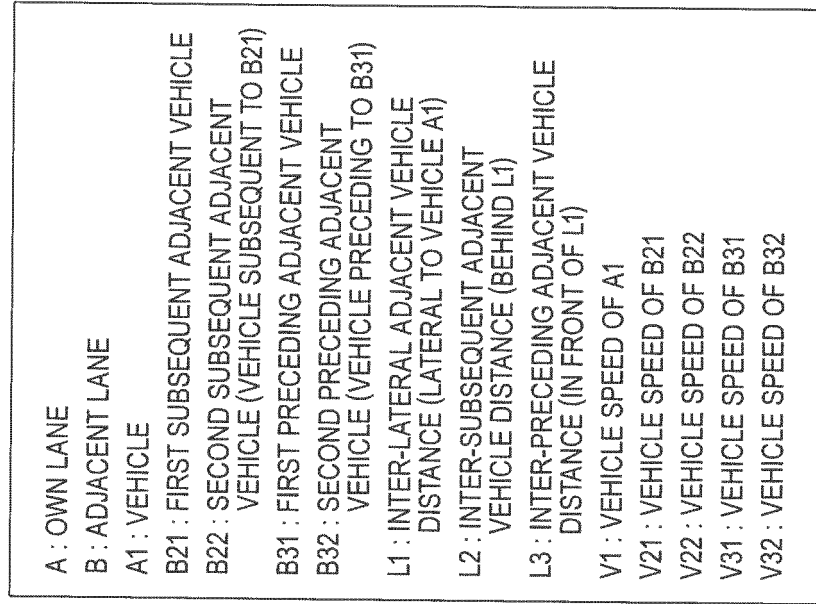 A : OWN LANE
B : ADJACENT LANE
A1 : VEHICLE
B21 : FIRST SUBSEQUENT ADJACENT VEHICLE
B22 : SECOND SUBSEQUENT ADJACENT
VEHICLE (VEHICLE SUBSEQUENT TO B21)
B31 : FIRST PRECEDING ADJACENT VEHICLE
B32 : SECOND PRECEDING ADJACENT
VEHICLE (VEHICLE PRECEDING TO B31)
L1 : INTER-LATERAL ADJACENT VEHICLE
DISTANCE (LATERAL TO VEHICLE A1)
L2 : INTER-SUBSEQUENT ADJACENT
VEHICLE DISTANCE (BEHIND L1)
L3 : INTER-PRECEDING ADJACENT VEHICLE
DISTANCE (IN FRONT OF L1)
V1 : VEHICLE SPEED OF A1
V21 : VEHICLE SPEED OF B21
V22 : VEHICLE SPEED OF B22
V31 : VEHICLE SPEED OF B31
V32 : VEHICLE SPEED OF B32